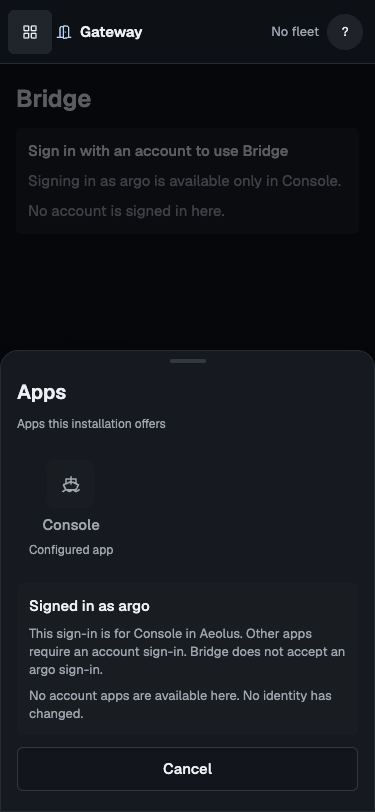 Gateway
No fleet
?
Bridge
Sign in with an account to use Bridge
Signing in as argo is available only in Console.
No account is signed in here.
Apps
Apps this installation offers
Console
Configured app
Signed in as argo
This sign-in is for Console in Aeolus. Other apps
require an account sign-in. Bridge does not accept an
argo sign-in.
No account apps are available here. No identity has
changed.
Cancel